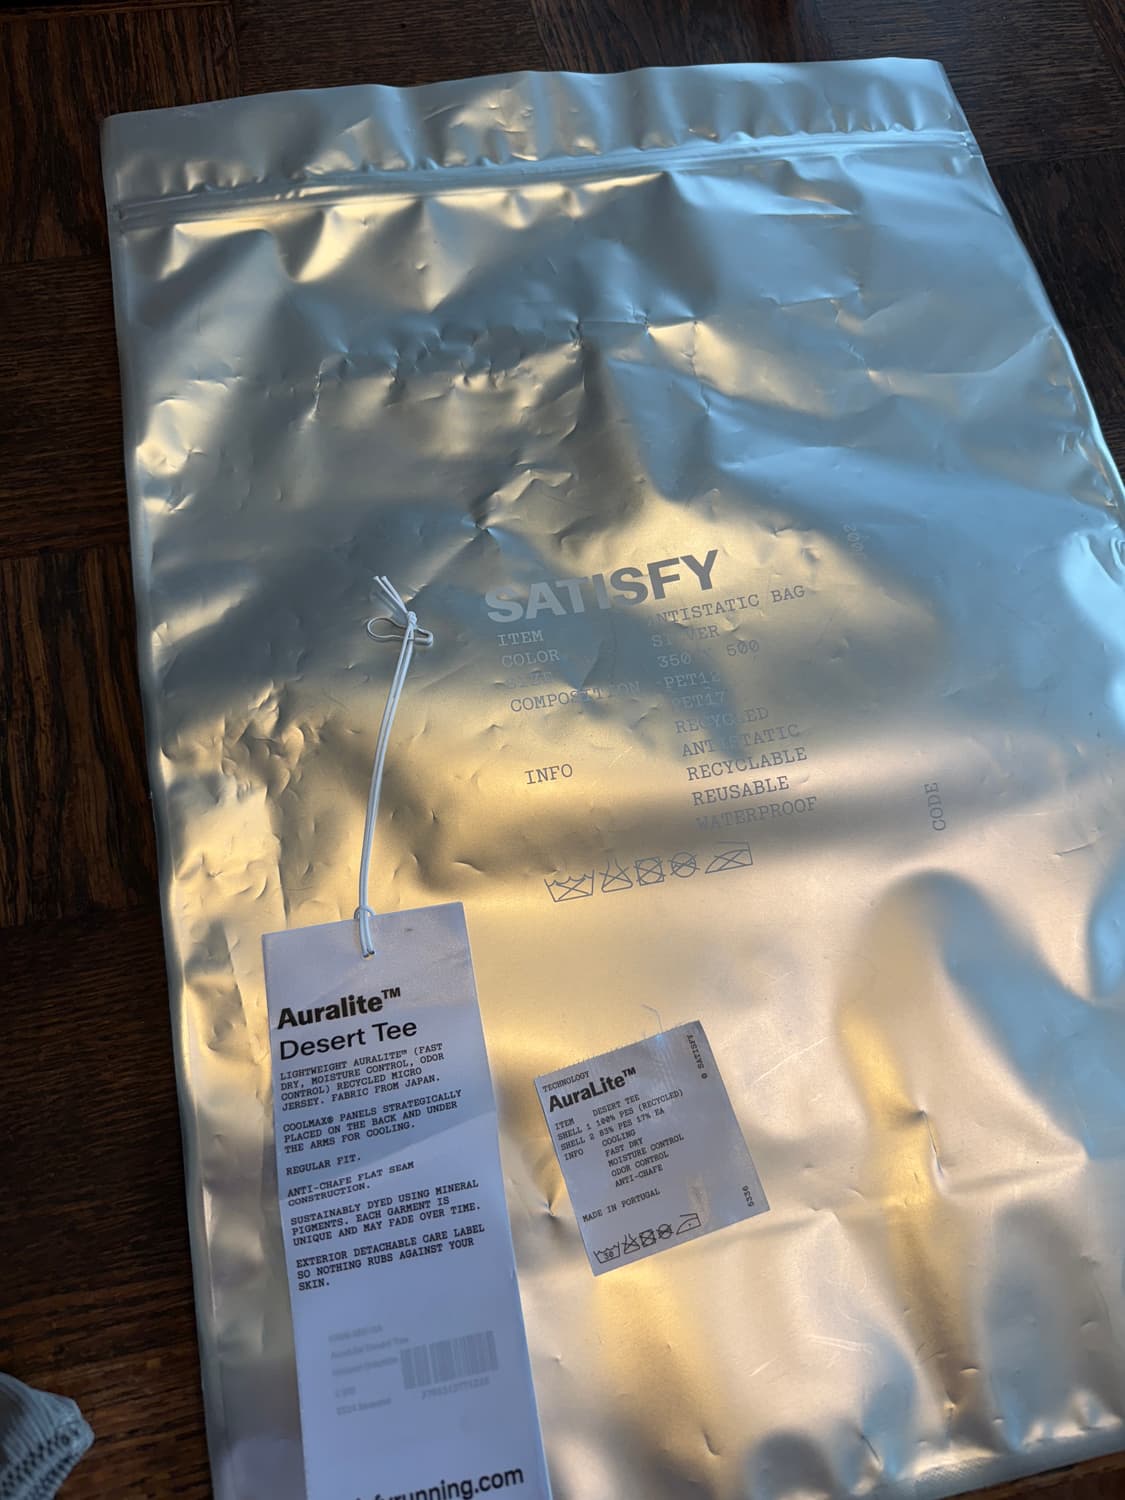 SATISFY
ITEM ANTISTATIC BAG
COLOR SILVER
SIZE 350 X 500
COMPOSITION PET12
PET17
RECYCLED
ANTISTATIC
INFO RECYCLABLE
REUSABLE
WATERPROOF
CODE
Auralite™
Desert Tee
LIGHTWEIGHT AURALITE™ (FAST
DRY, MOISTURE CONTROL, ODOR
CONTROL) RECYCLED MICRO
JERSEY. FABRIC FROM JAPAN.
COOLMAX® PANELS STRATEGICALLY
PLACED ON THE BACK AND UNDER
THE ARMS FOR COOLING.
REGULAR FIT.
ANTI-CHAFE FLAT SEAM
CONSTRUCTION.
SUSTAINABLY DYED USING MINERAL
PIGMENTS. EACH GARMENT IS
UNIQUE AND MAY FADE OVER TIME.
EXTERIOR DETACHABLE CARE LABEL
SO NOTHING RUBS AGAINST YOUR
SKIN.
fyrunning.com
TECHNOLOGY
AuraLite™
ITEM DESERT TEE
SHELL 1 100% PES (RECYCLED)
SHELL 2 83% PES 17% EA
INFO COOLING
FAST DRY
MOISTURE CONTROL
ODOR CONTROL
ANTI-CHAFE
MADE IN PORTUGAL
30
© SATISFY